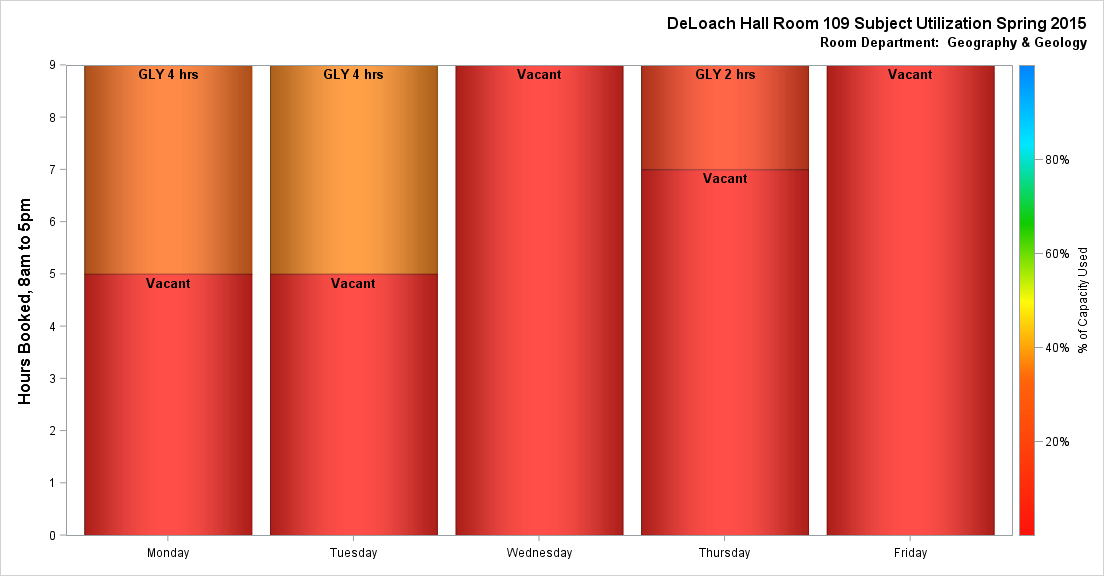 DeLoach Hall Room 109 Subject Utilization Spring 2015
Room Department:  Geography & Geology
Hours Booked, 8am to 5pm
9
8
7
6
5
4
3
2
1
0
GLY 4 hrs
Vacant
GLY 4 hrs
Vacant
Vacant
GLY 2 hrs
Vacant
Vacant
Monday
Tuesday
Wednesday
Thursday
Friday
80%
60%
40%
20%
% of Capacity Used